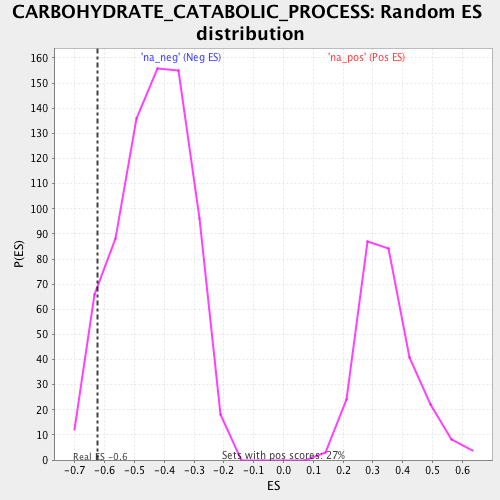 CARBOHYDRATE_CATABOLIC_PROCESS: Random ES
distribution
'na_neg' (Neg ES) 'na_pos' (Pos ES)
160
150
140
130
120
110
100
90
80
70
60
50
40
30
20
10
0
P(ES)
Real ES -0.6 Sets with pos scores: 27%
-0.7 -0.6 -0.5 -0.4 -0.3 -0.2 -0.1 0.0 0.1 0.2 0.3 0.4 0.5 0.6
ES